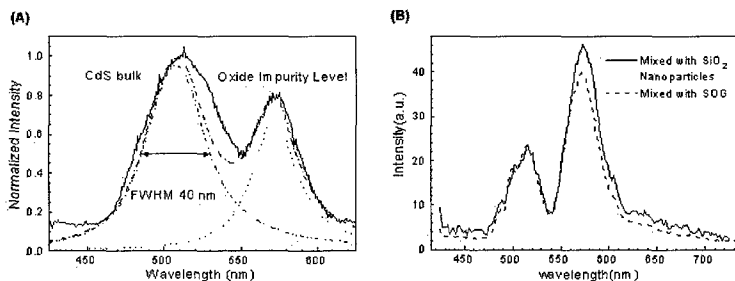 (A)
CdS bulk
Oxide Impurity Level
FWHM 40 nm
Normalized Intensity
1.0
0.8
0.6
0.4
0.2
0.0
450
500
550
600
Wavelength (nm)
(B)
Mixed with SiO2
Nanoparticles
Mixed with SOG
Intensity(a.u.)
40
30
20
10
0
450
500
550
600
650
700
wavelength(nm)